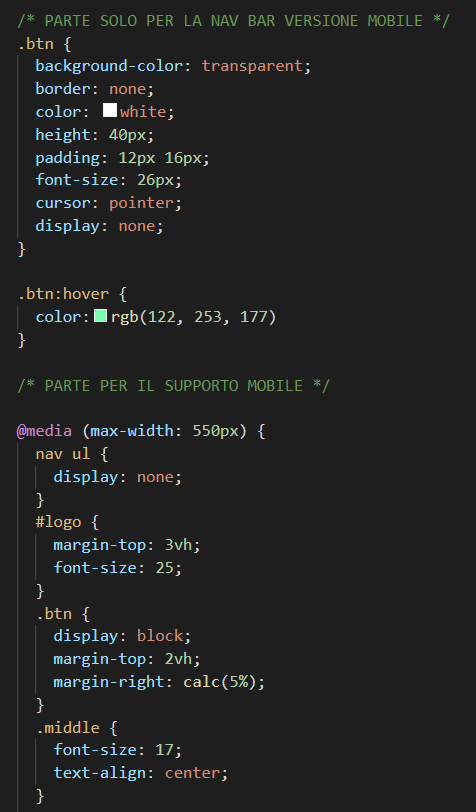 /* PARTE SOLO PER LA NAV BAR VERSIONE MOBILE */
.btn {
  background-color: transparent;
  border: none;
  color: white;
  height: 40px;
  padding: 12px 16px;
  font-size: 26px;
  cursor: pointer;
  display: none;
}

.btn:hover {
  color: rgb(122, 253, 177)
}

/* PARTE PER IL SUPPORTO MOBILE */

@media (max-width: 550px) {
  nav ul {
    display: none;
  }
  #logo {
    margin-top: 3vh;
    font-size: 25;
  }
  .btn {
    display: block;
    margin-top: 2vh;
    margin-right: calc(5%);
  }
  .middle {
    font-size: 17;
    text-align: center;
  }